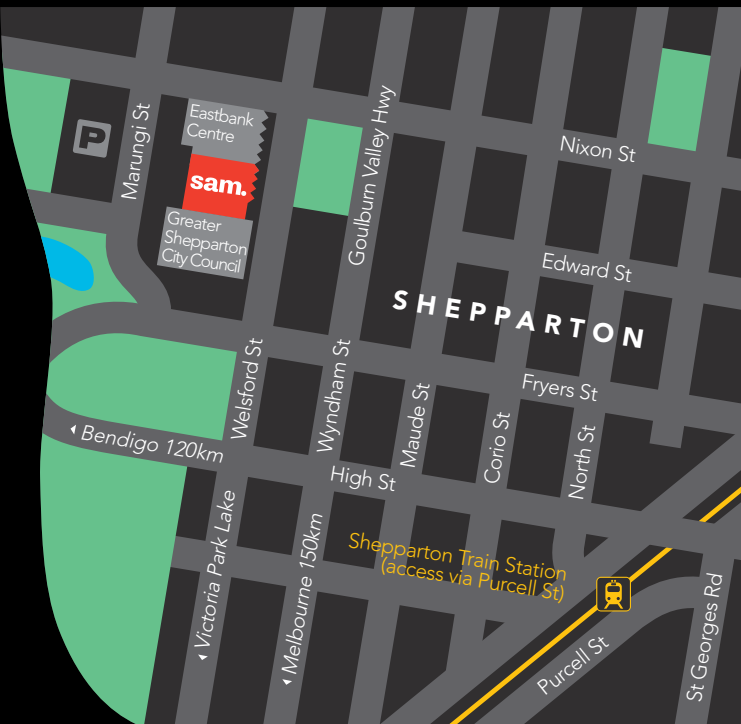 Eastbank
Centre
P
Marungi St
sam.
Greater
Shepparton
City Council
Goulburn Valley Hwy
Nixon St
Edward St
SHEPPARTON
Welsford St
Wyndham St
Maude St
Fryers St
Corio St
North St
Bendigo 120km
High St
Victoria Park Lake
Melbourne 150km
Shepparton Train Station
(access via Purcell St)
Purcell St
St Georges Rd